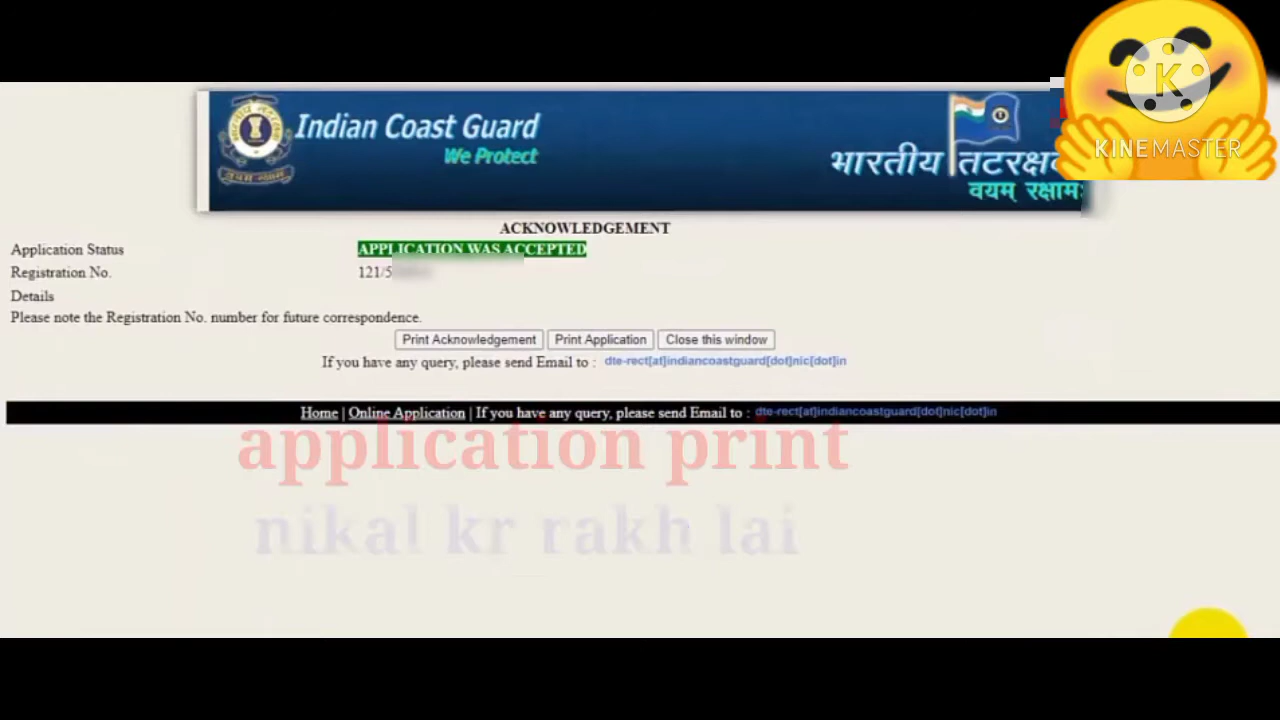 Indian Coast Guard
We Protect
भारतीय तटरक्षक
वयम् रक्षामः
KINEMASTER
ACKNOWLEDGEMENT
Application Status APPLICATION WAS ACCEPTED
Registration No. 121/5
Details
Please note the Registration No. number for future correspondence.
Print Acknowledgement Print Application Close this window
If you have any query, please send Email to : dte-rect[at]indiancoastguard[dot]nic[dot]in
Home | Online Application | If you have any query, please send Email to : dte-rect[at]indiancoastguard[dot]nic[dot]in
application print
nikal kr rakh lai